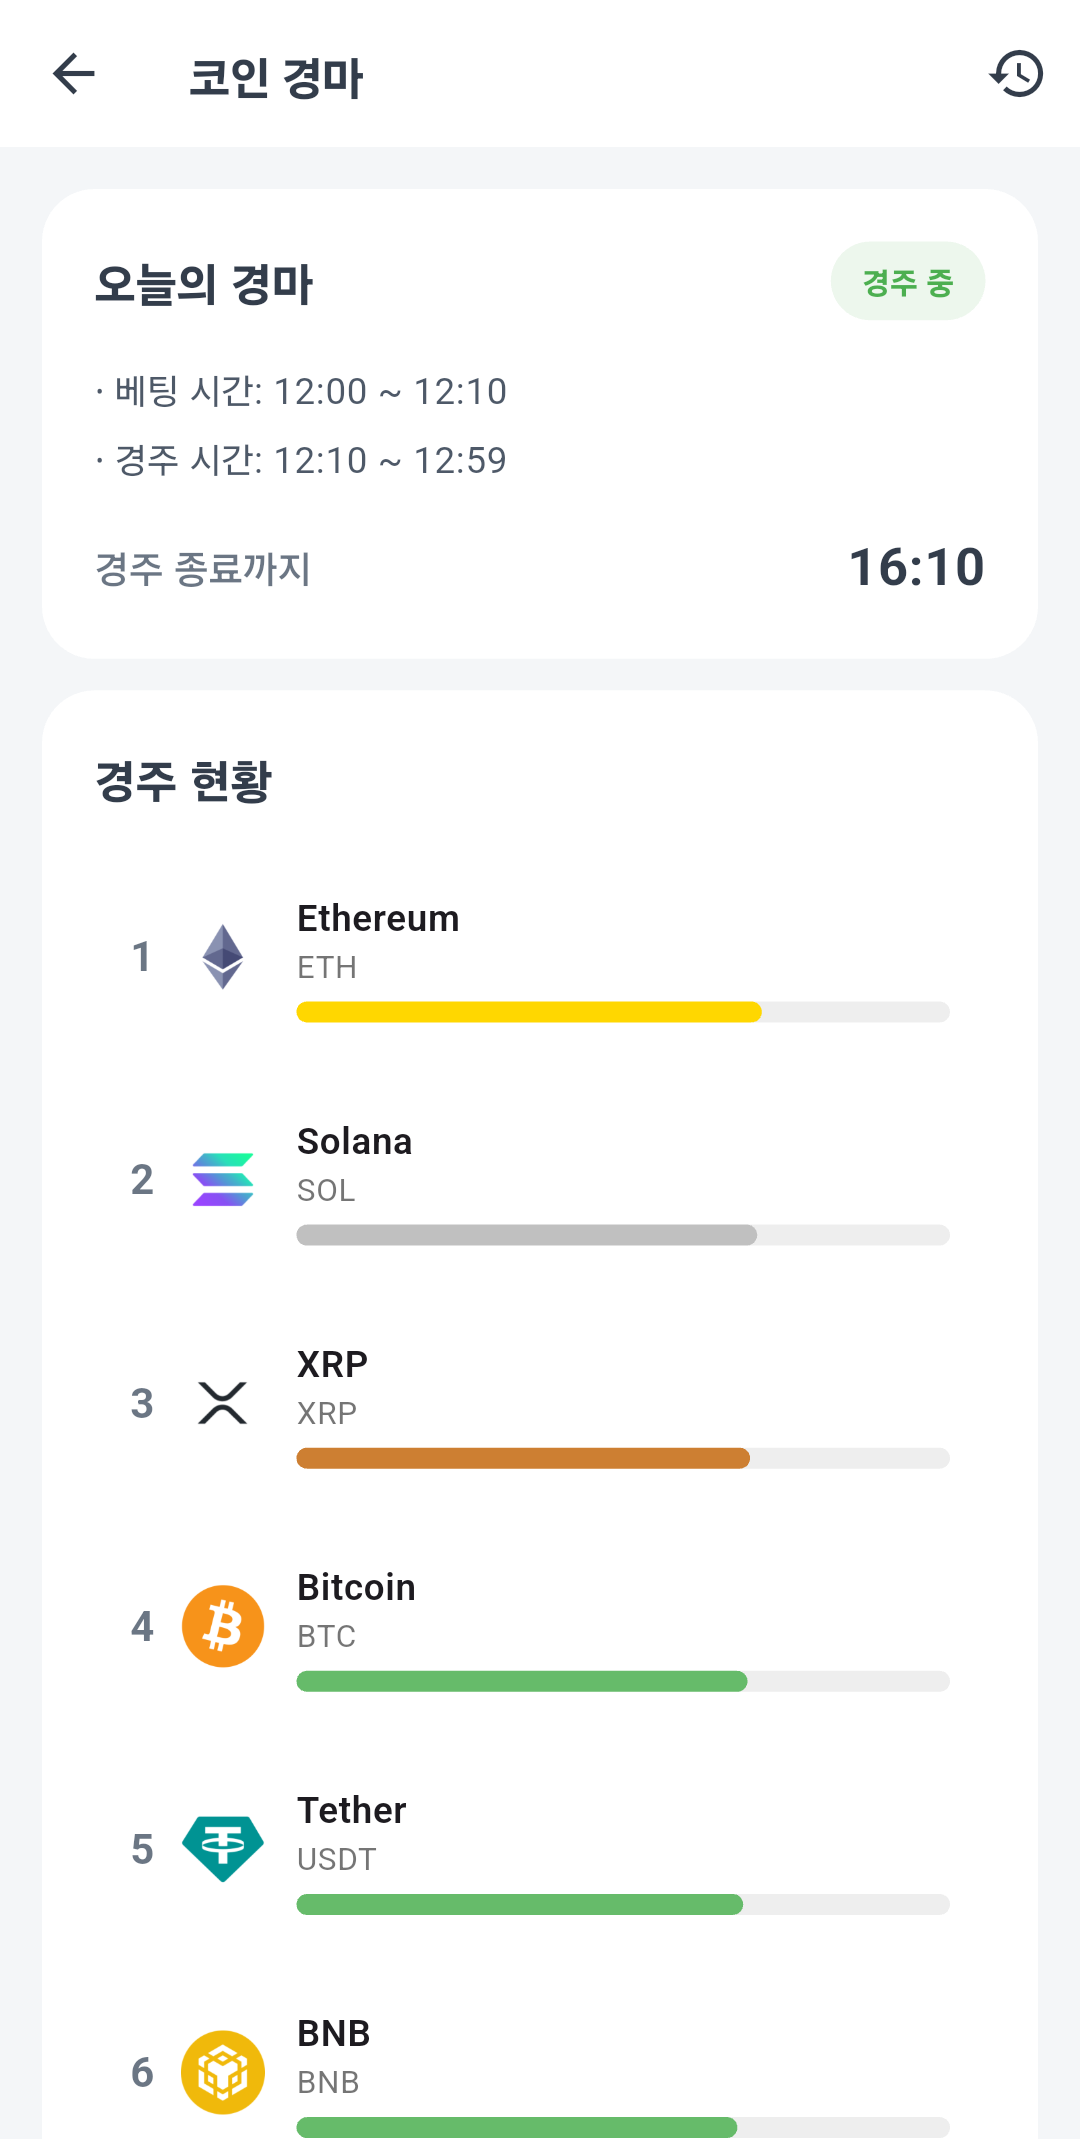 코인 경마
오늘의 경마
경주 중
· 베팅 시간: 12:00 ~ 12:10
· 경주 시간: 12:10 ~ 12:59
경주 종료까지
16:10
경주 현황
1
Ethereum
ETH
2
Solana
SOL
3
XRP
XRP
4
Bitcoin
BTC
5
Tether
USDT
6
BNB
BNB